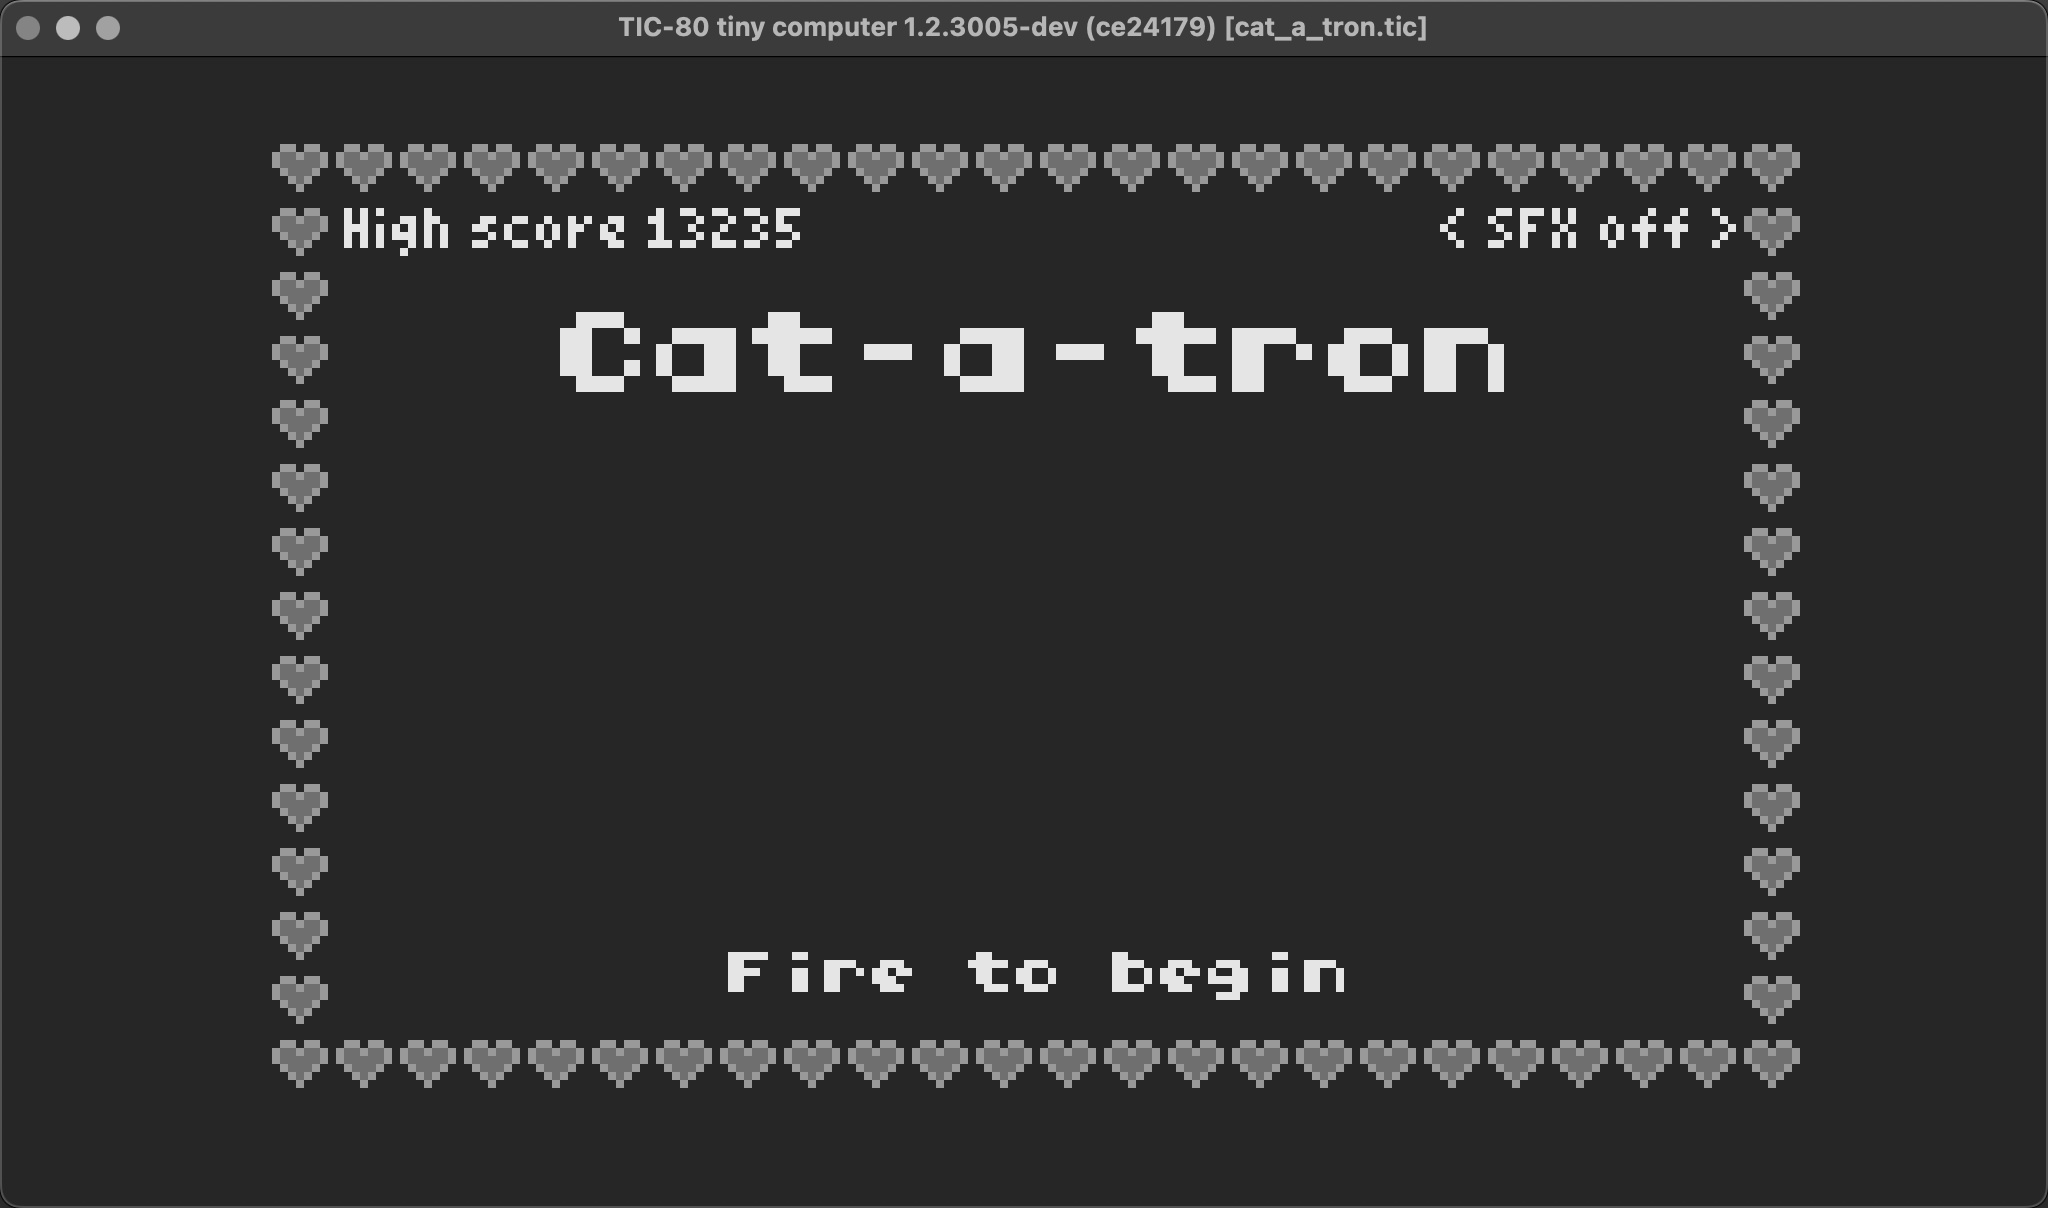 TIC-80 tiny computer 1.2.3005-dev (ce24179) [cat_a_tron.tic]
High score 13235 < SFX off >
Cat-a-tron
Fire to begin